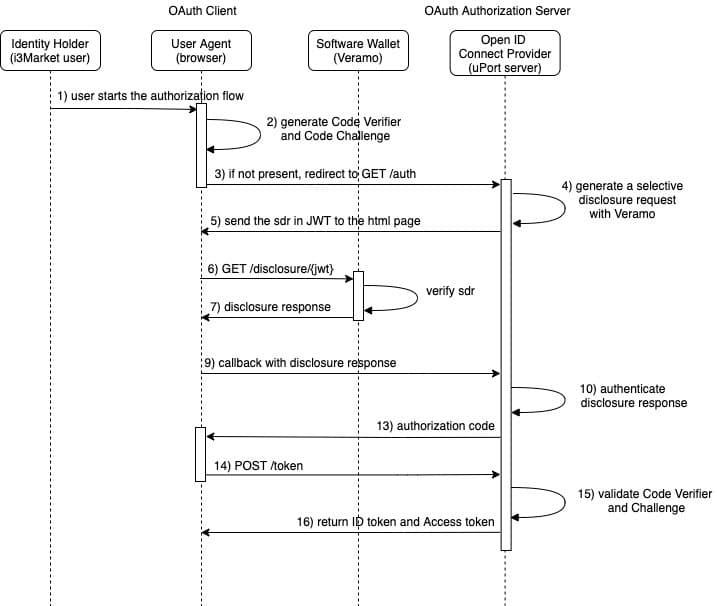 OAuth Client
OAuth Authorization Server
Identity Holder
(i3Market user)
User Agent
(browser)
Software Wallet
(Veramo)
Open ID
Connect Provider
(uPort server)
1) user starts the authorization flow
2) generate Code Verifier
and Code Challenge
3) if not present, redirect to GET /auth
4) generate a selective
disclosure request
with Veramo
5) send the sdr in JWT to the html page
6) GET /disclosure/{jwt}
verify sdr
7) disclosure response
9) callback with disclosure response
10) authenticate
disclosure response
13) authorization code
14) POST /token
15) validate Code Verifier
and Challenge
16) return ID token and Access token